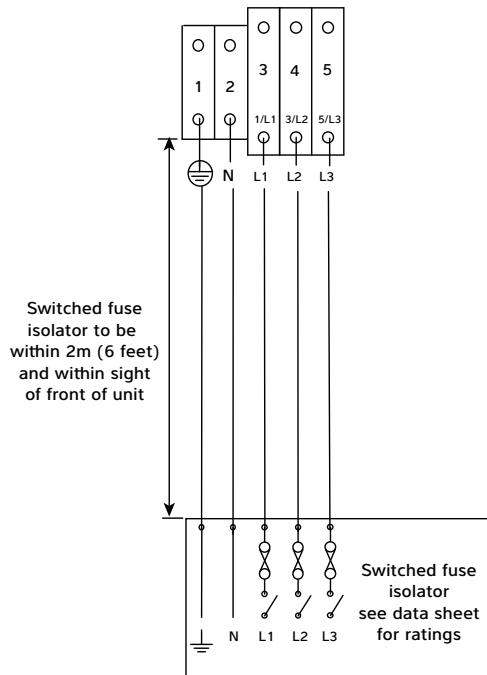 3 4 5
1 2
1/L1 3/L2 5/L3
N L1 L2 L3
Switched fuse
isolator to be
within 2m (6 feet)
and within sight
of front of unit
Switched fuse
isolator
see data sheet
for ratings
N L1 L2 L3